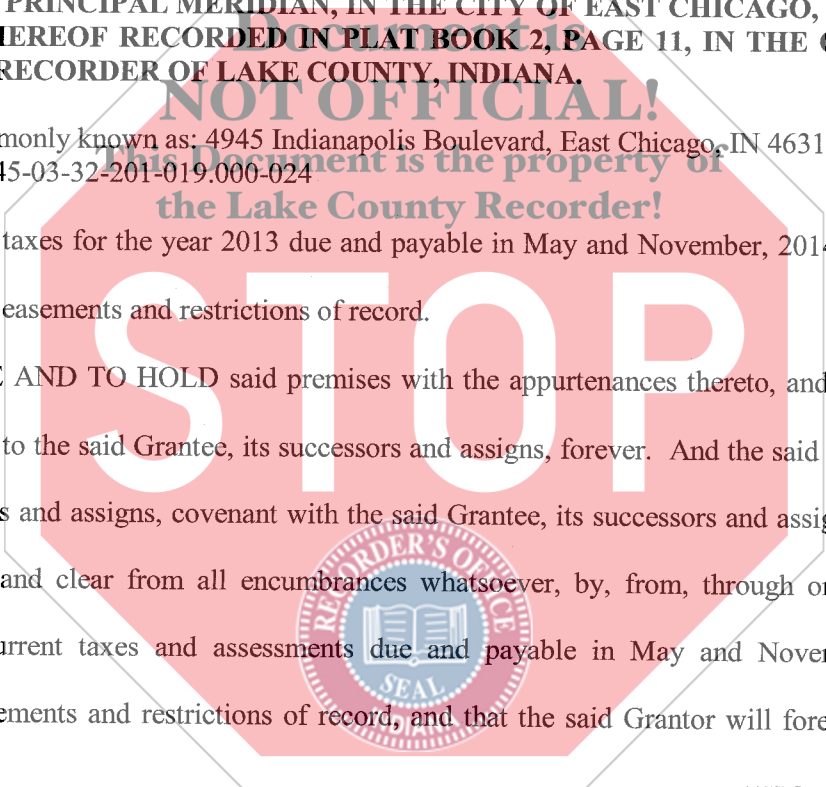 PRINCIPAL MERIDIAN, IN THE CITY OF EAST CHICAGO,
HEREOF RECORDED IN PLAT BOOK 2, PAGE 11, IN THE
RECORDER OF LAKE COUNTY, INDIANA.
Document is
NOT OFFICIAL!
monly known as: 4945 Indianapolis Boulevard, East Chicago, IN 4631
This Document is the property of
45-03-32-201-019.000-024
the Lake County Recorder!
taxes for the year 2013 due and payable in May and November, 2014
easements and restrictions of record.
STOP
E AND TO HOLD said premises with the appurtenances thereto, and
to the said Grantee, its successors and assigns, forever. And the said
s and assigns, covenant with the said Grantee, its successors and assig
RECORDER'S OFFICE
and clear from all encumbrances whatsoever, by, from, through or
urrent taxes and assessments due and payable in May and Novem
SEAL
ements and restrictions of record, and that the said Grantor will fore